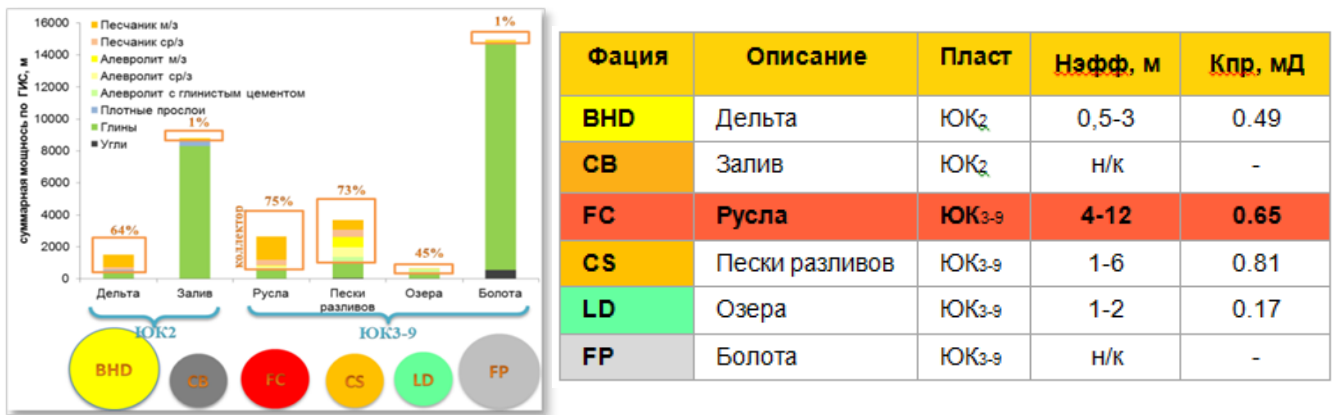 суммарная мощнось по ГИС, м
16000
14000
12000
10000
8000
6000
4000
2000
0
Песчаник м/з
Песчаник ср/з
Алевролит м/з
Алевролит ср/з
Алевролит с глинистым цементом
Плотные прослои
Глины
Угли
64%
1%
75%
73%
45%
1%
коллектор
Дельта Залив Русла Пески разливов Озера Болота
ЮК2 ЮК3-9
BHD CB FC CS LD FP
Фация Описание Пласт Нэфф, м Кпр, мД
BHD Дельта ЮК2 0,5-3 0.49
CB Залив ЮК2 н/к -
FC Русла ЮК3-9 4-12 0.65
CS Пески разливов ЮК3-9 1-6 0.81
LD Озера ЮК3-9 1-2 0.17
FP Болота ЮК3-9 н/к -